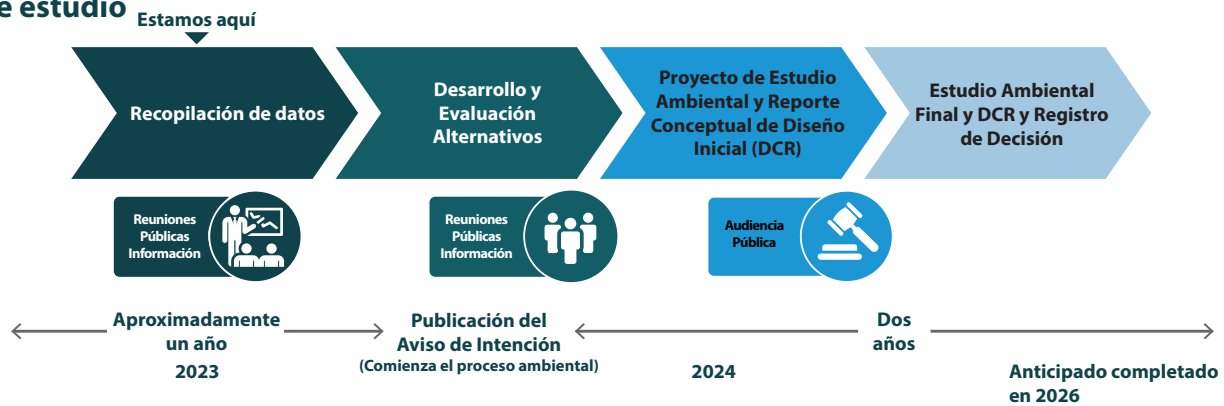 e estudio
Estamos aquí
Recopilación de datos
Desarrollo y
Evaluación
Alternativos
Proyecto de Estudio
Ambiental y Reporte
Conceptual de Diseño
Inicial (DCR)
Estudio Ambiental
Final y DCR y Registro
de Decisión
Reuniones
Públicas
Información
Reuniones
Públicas
Información
Audiencia
Pública
Aproximadamente
un año
2023
Publicación del
Aviso de Intención
(Comienza el proceso ambiental)
2024
Dos
años
Anticipado completado
en 2026